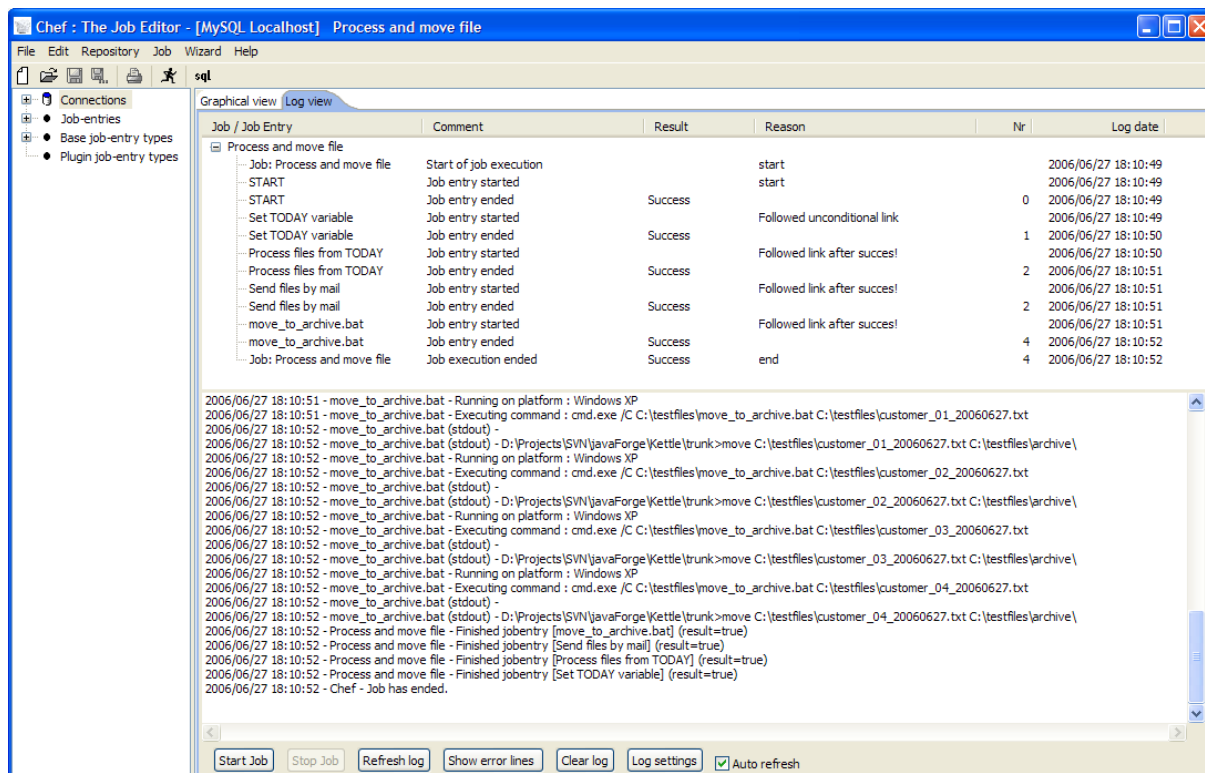 Chef : The Job Editor - [MySQL Localhost]   Process and move file
File Edit Repository Job Wizard Help
sql
Connections
Job-entries
Base job-entry types
Plugin job-entry types
Graphical view Log view
Job / Job Entry Comment Result Reason Nr Log date
Process and move file
Job: Process and move file Start of job execution start 2006/06/27 18:10:49
START Job entry started start 2006/06/27 18:10:49
START Job entry ended Success 0 2006/06/27 18:10:49
Set TODAY variable Job entry started Followed unconditional link 2006/06/27 18:10:49
Set TODAY variable Job entry ended Success 1 2006/06/27 18:10:50
Process files from TODAY Job entry started Followed link after succes! 2006/06/27 18:10:50
Process files from TODAY Job entry ended Success 2 2006/06/27 18:10:51
Send files by mail Job entry started Followed link after succes! 2006/06/27 18:10:51
Send files by mail Job entry ended Success 2 2006/06/27 18:10:51
move_to_archive.bat Job entry started Followed link after succes! 2006/06/27 18:10:51
move_to_archive.bat Job entry ended Success 4 2006/06/27 18:10:52
Job: Process and move file Job execution ended Success end 4 2006/06/27 18:10:52
2006/06/27 18:10:51 - move_to_archive.bat - Running on platform : Windows XP
2006/06/27 18:10:51 - move_to_archive.bat - Executing command : cmd.exe /C C:\testfiles\move_to_archive.bat C:\testfiles\customer_01_20060627.txt
2006/06/27 18:10:52 - move_to_archive.bat (stdout) -
2006/06/27 18:10:52 - move_to_archive.bat (stdout) - D:\Projects\SVN\javaForge\Kettle\trunk>move C:\testfiles\customer_01_20060627.txt C:\testfiles\archive\
2006/06/27 18:10:52 - move_to_archive.bat - Running on platform : Windows XP
2006/06/27 18:10:52 - move_to_archive.bat - Executing command : cmd.exe /C C:\testfiles\move_to_archive.bat C:\testfiles\customer_02_20060627.txt
2006/06/27 18:10:52 - move_to_archive.bat (stdout) -
2006/06/27 18:10:52 - move_to_archive.bat (stdout) - D:\Projects\SVN\javaForge\Kettle\trunk>move C:\testfiles\customer_02_20060627.txt C:\testfiles\archive\
2006/06/27 18:10:52 - move_to_archive.bat - Running on platform : Windows XP
2006/06/27 18:10:52 - move_to_archive.bat - Executing command : cmd.exe /C C:\testfiles\move_to_archive.bat C:\testfiles\customer_03_20060627.txt
2006/06/27 18:10:52 - move_to_archive.bat (stdout) -
2006/06/27 18:10:52 - move_to_archive.bat (stdout) - D:\Projects\SVN\javaForge\Kettle\trunk>move C:\testfiles\customer_03_20060627.txt C:\testfiles\archive\
2006/06/27 18:10:52 - move_to_archive.bat - Running on platform : Windows XP
2006/06/27 18:10:52 - move_to_archive.bat - Executing command : cmd.exe /C C:\testfiles\move_to_archive.bat C:\testfiles\customer_04_20060627.txt
2006/06/27 18:10:52 - move_to_archive.bat (stdout) -
2006/06/27 18:10:52 - move_to_archive.bat (stdout) - D:\Projects\SVN\javaForge\Kettle\trunk>move C:\testfiles\customer_04_20060627.txt C:\testfiles\archive\
2006/06/27 18:10:52 - Process and move file - Finished jobentry [move_to_archive.bat] (result=true)
2006/06/27 18:10:52 - Process and move file - Finished jobentry [Send files by mail] (result=true)
2006/06/27 18:10:52 - Process and move file - Finished jobentry [Process files from TODAY] (result=true)
2006/06/27 18:10:52 - Process and move file - Finished jobentry [Set TODAY variable] (result=true)
2006/06/27 18:10:52 - Chef - Job has ended.
Start Job Stop Job Refresh log Show error lines Clear log Log settings Auto refresh